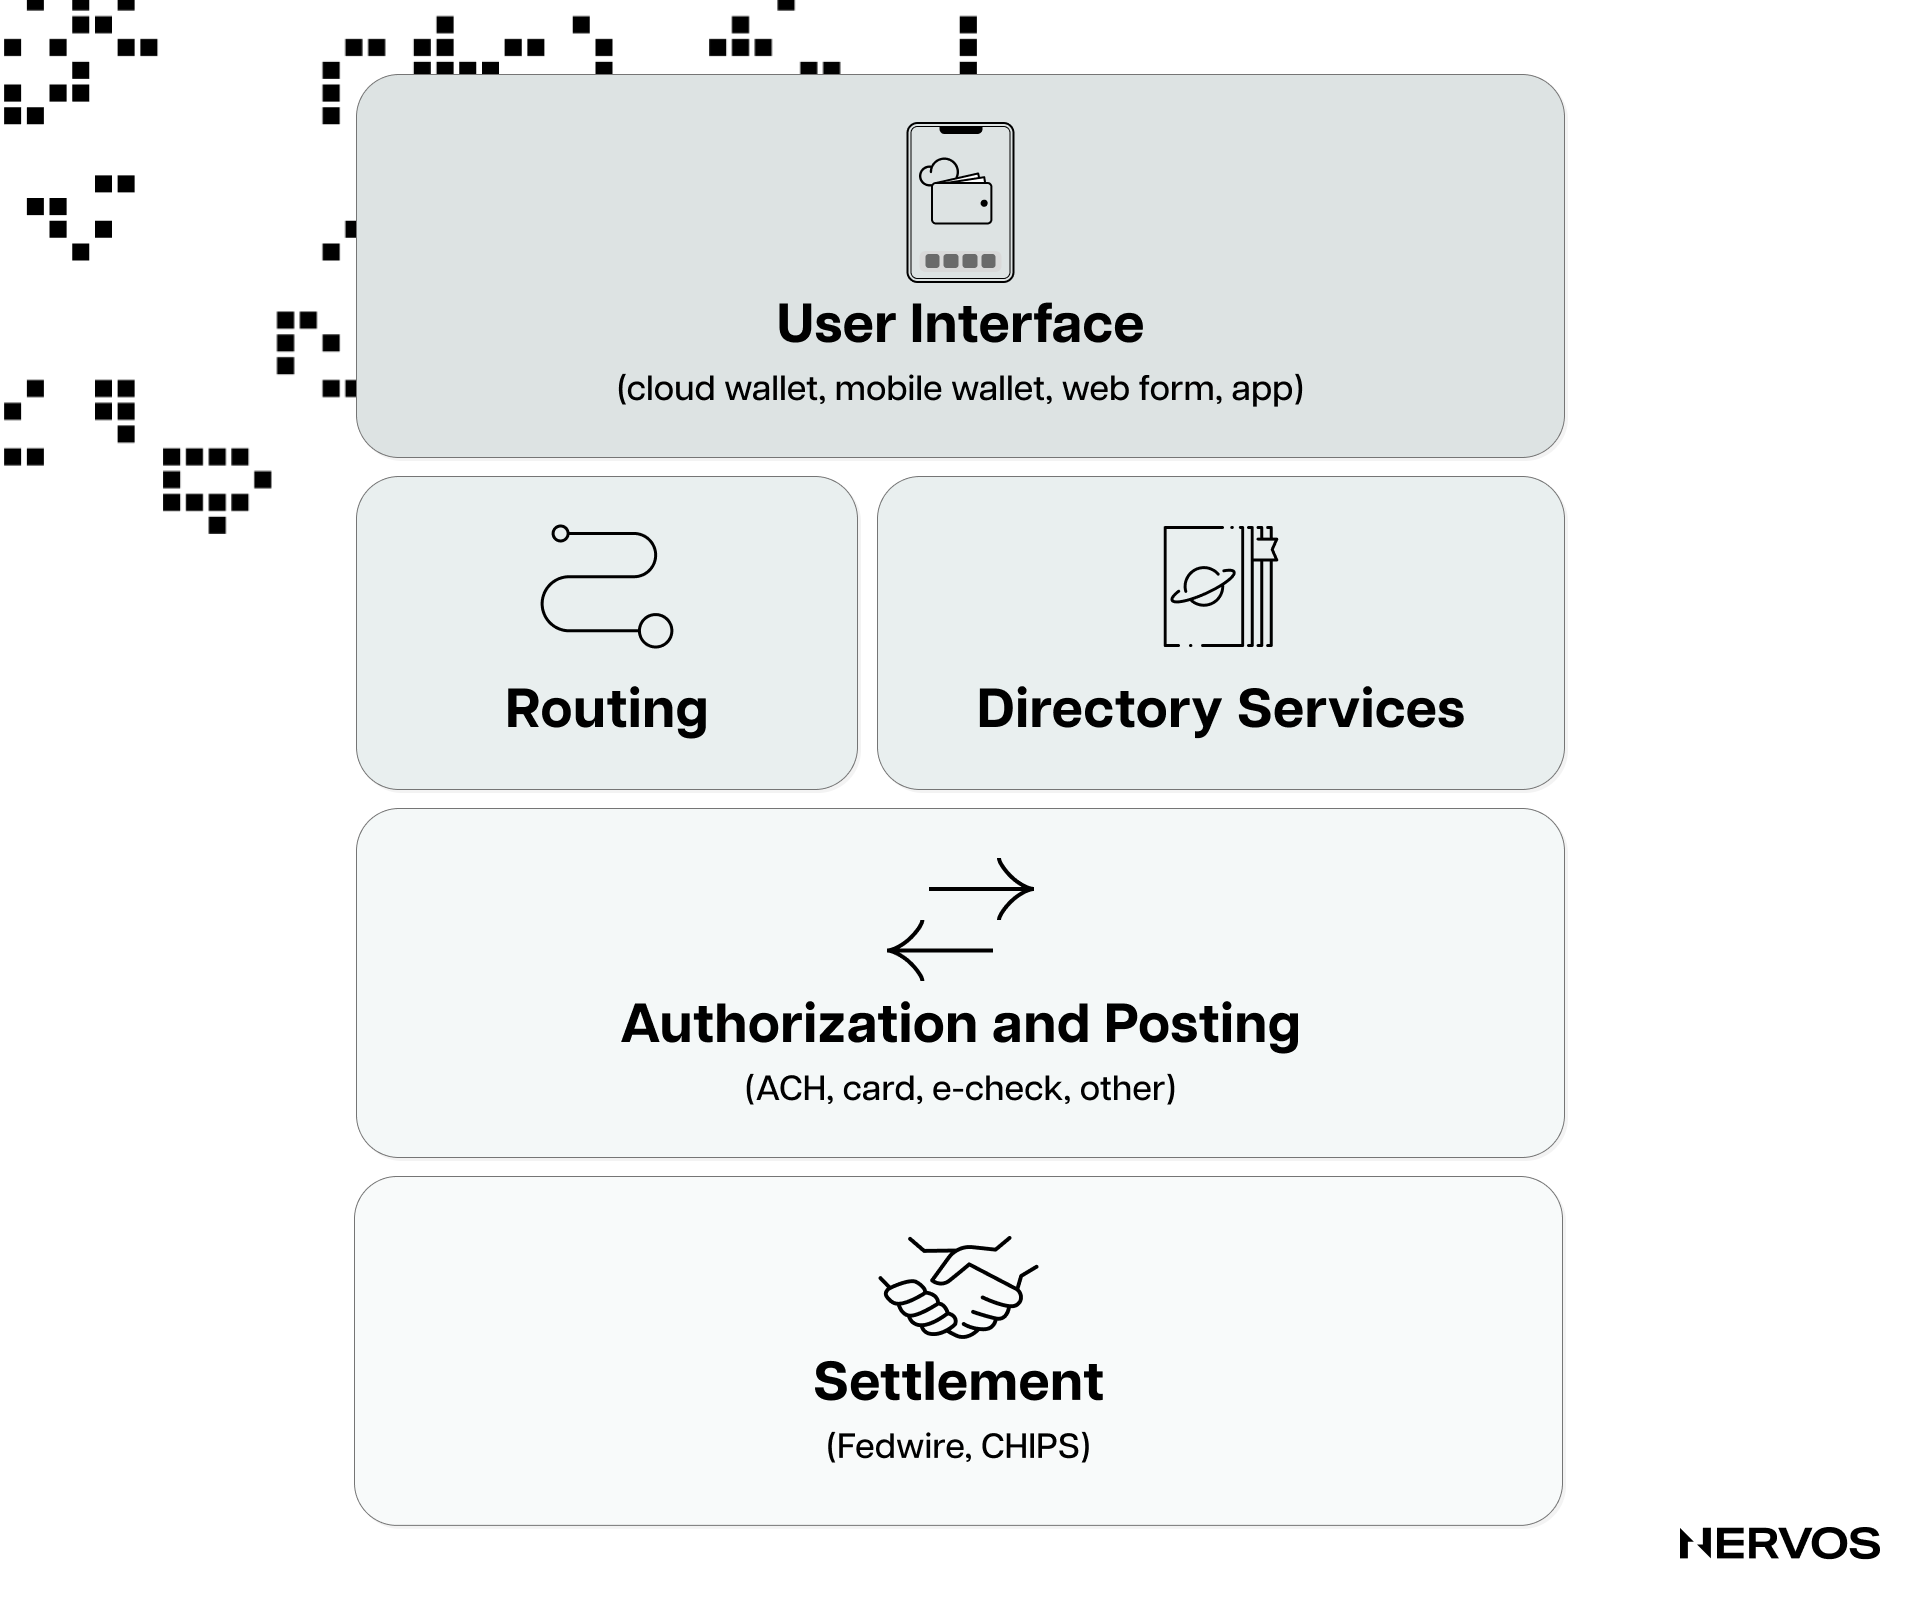 User Interface
(cloud wallet, mobile wallet, web form, app)
Routing
Directory Services
Authorization and Posting
(ACH, card, e-check, other)
Settlement
(Fedwire, CHIPS)
NERVOS